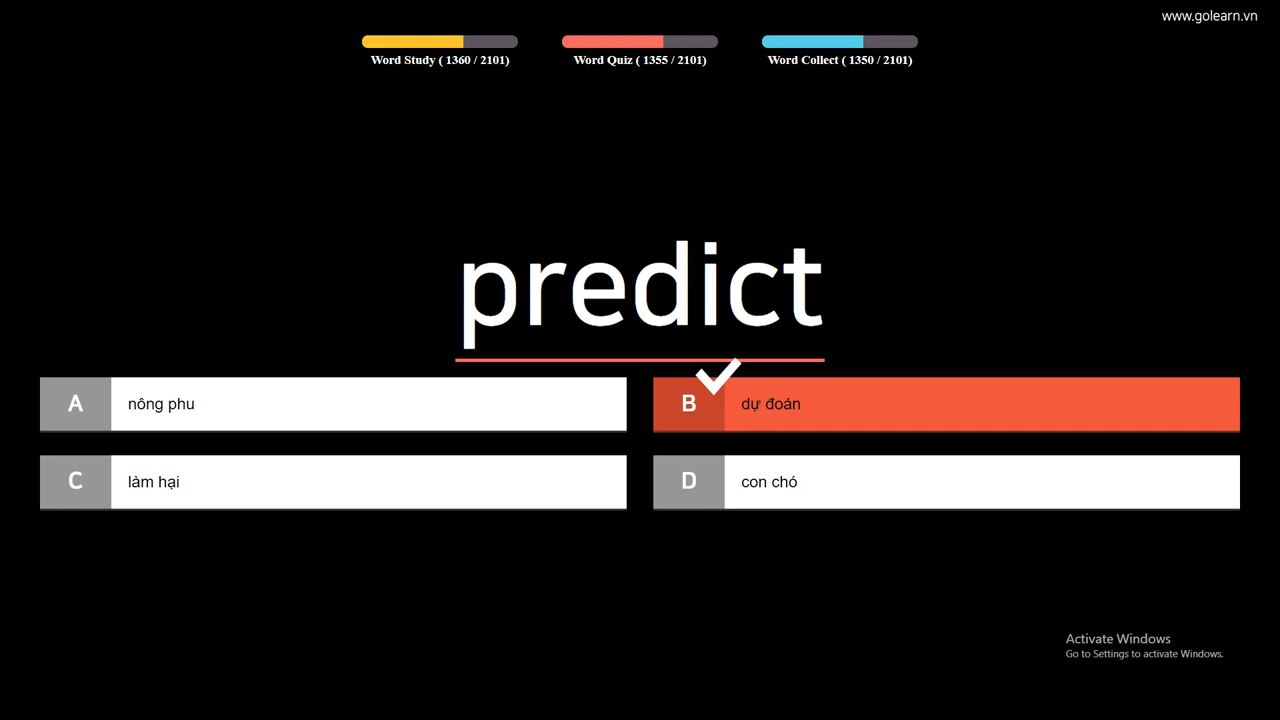 www.golearn.vn
Word Study ( 1360 / 2101)
Word Quiz ( 1355 / 2101)
Word Collect ( 1350 / 2101)
predict
A nông phu
B dự đoán
C làm hại
D con chó
Activate Windows
Go to Settings to activate Windows.